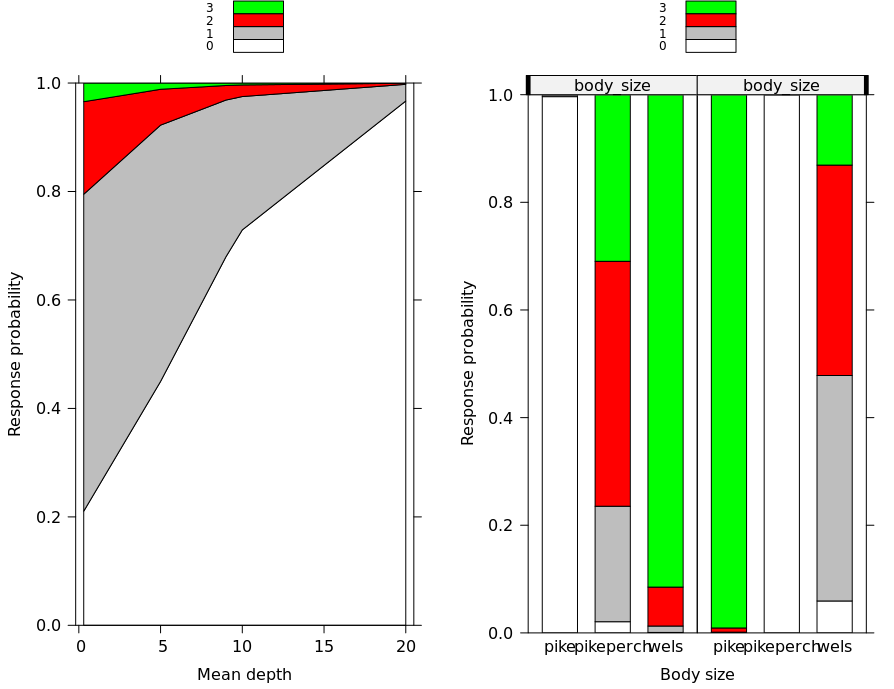 3
2
1
0
1.0
0.8
0.6
0.4
0.2
0.0
Response probability
0
5
10
15
20
Mean depth
3
2
1
0
body_size
body_size
1.0
0.8
0.6
0.4
0.2
0.0
Response probability
pike
pikeperch
wels
pike
pikeperch
wels
Body size